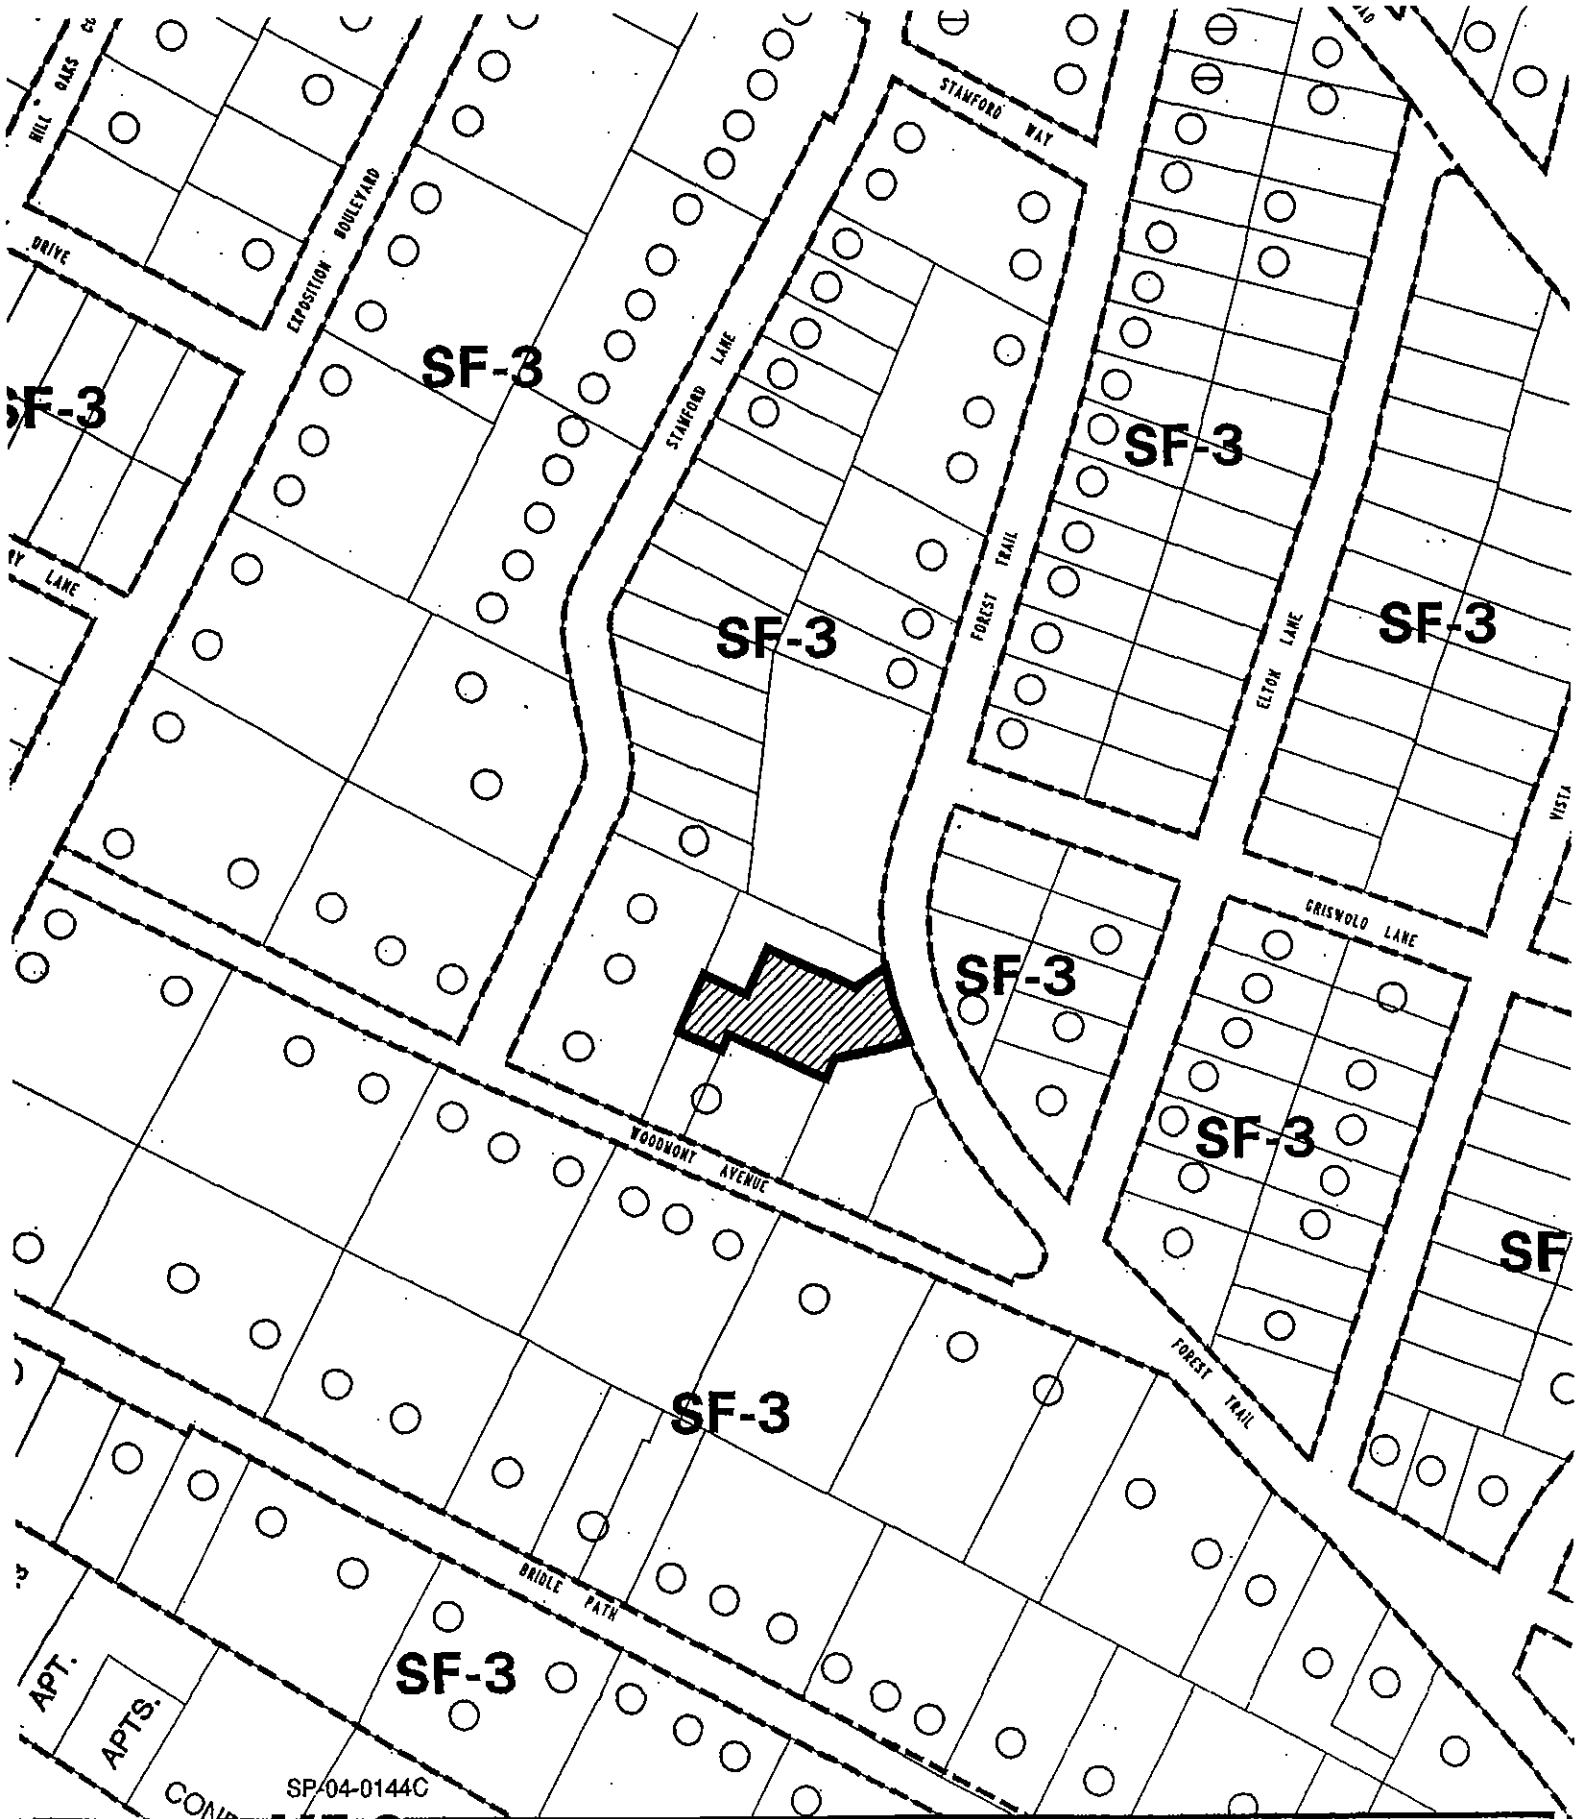 HILL OAKS
STAMFORD WAY
BOULEVARD
EXPOSITION
DRIVE
SF-3
F-3
STAMFORD LANE
SF-3
LANE
FOREST TRAIL
SF-3
SF-3
ELTON LANE
VISTA
GRISWOLD LANE
SF-3
SF-3
WOODMONT AVENUE
SF
FOREST TRAIL
SF-3
BRIDLE PATH
SF-3
APT.
APTS.
SP-04-0144C